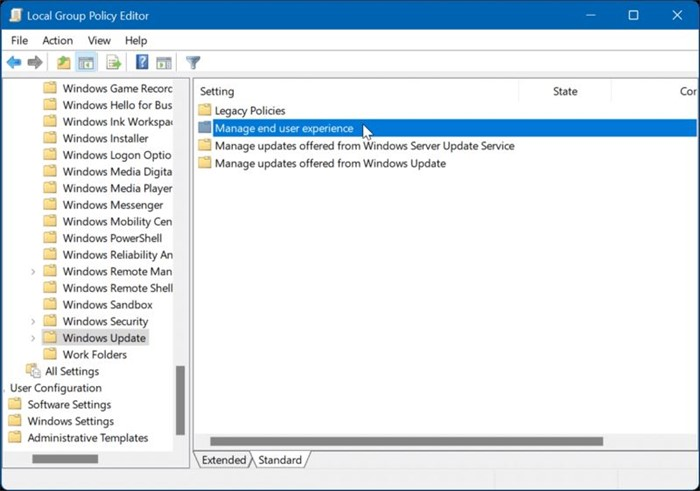 Local Group Policy Editor
File Action View Help
Windows Game Record
Windows Hello for Bus
Windows Ink Workspac
Windows Installer
Windows Logon Optio
Windows Media Digita
Windows Media Player
Windows Messenger
Windows Mobility Cen
Windows PowerShell
Windows Reliability An
Windows Remote Man
Windows Remote Shell
Windows Sandbox
Windows Security
Windows Update
Work Folders
All Settings
User Configuration
Software Settings
Windows Settings
Administrative Templates
Setting State Cor
Legacy Policies
Manage end user experience
Manage updates offered from Windows Server Update Service
Manage updates offered from Windows Update
Extended Standard